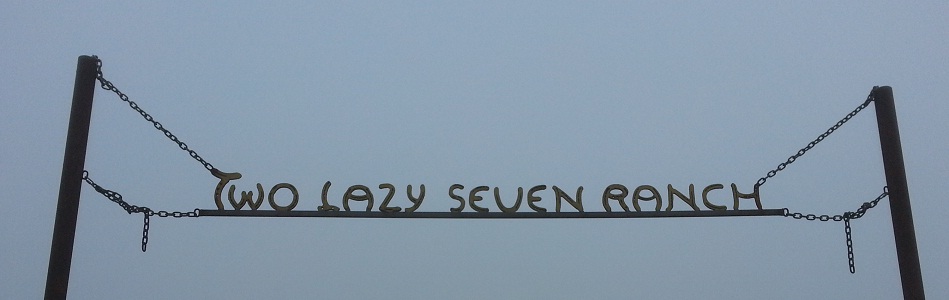 TWO LAZY SEVEN RANCH